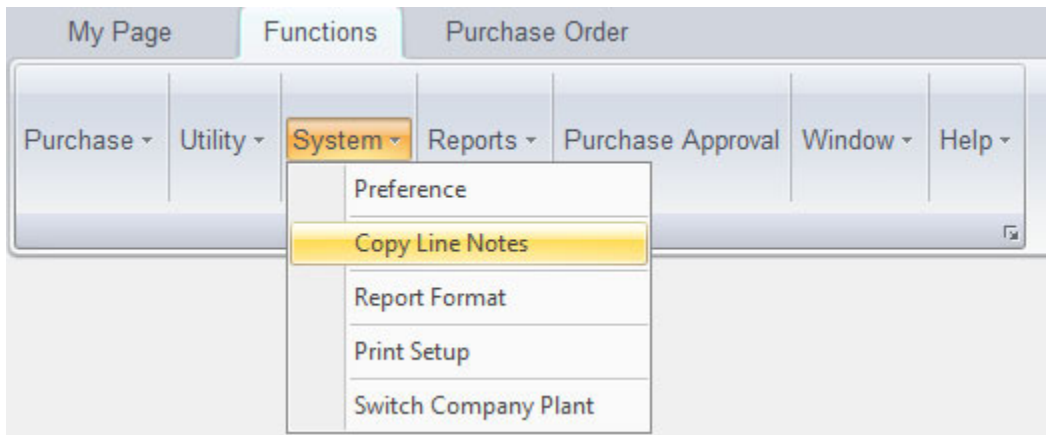 My Page Functions Purchase Order
Purchase Utility System Reports Purchase Approval Window Help
Preference
Copy Line Notes
Report Format
Print Setup
Switch Company Plant